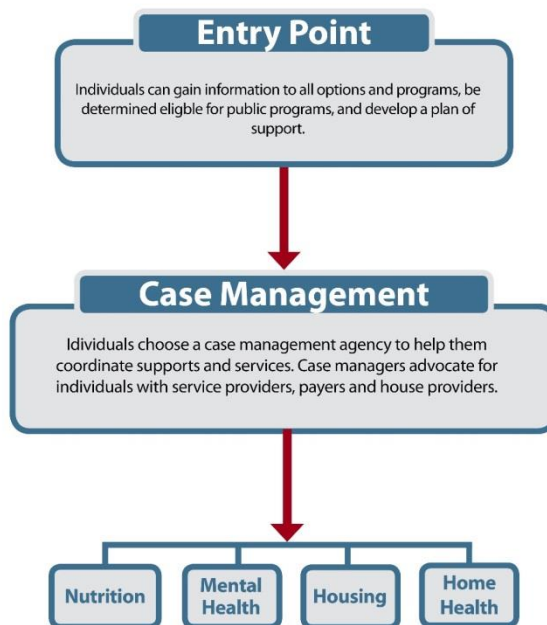 Entry Point
Individuals can gain information to all options and programs, be
determined eligble for public programs, and develop a plan of
support.
Case Management
Idividuals choose a case management agency to help them
coordinate supports and services. Case managers advocate for
individuals with service providers, payers and house providers.
Nutrition
Mental
Health
Housing
Home
Health